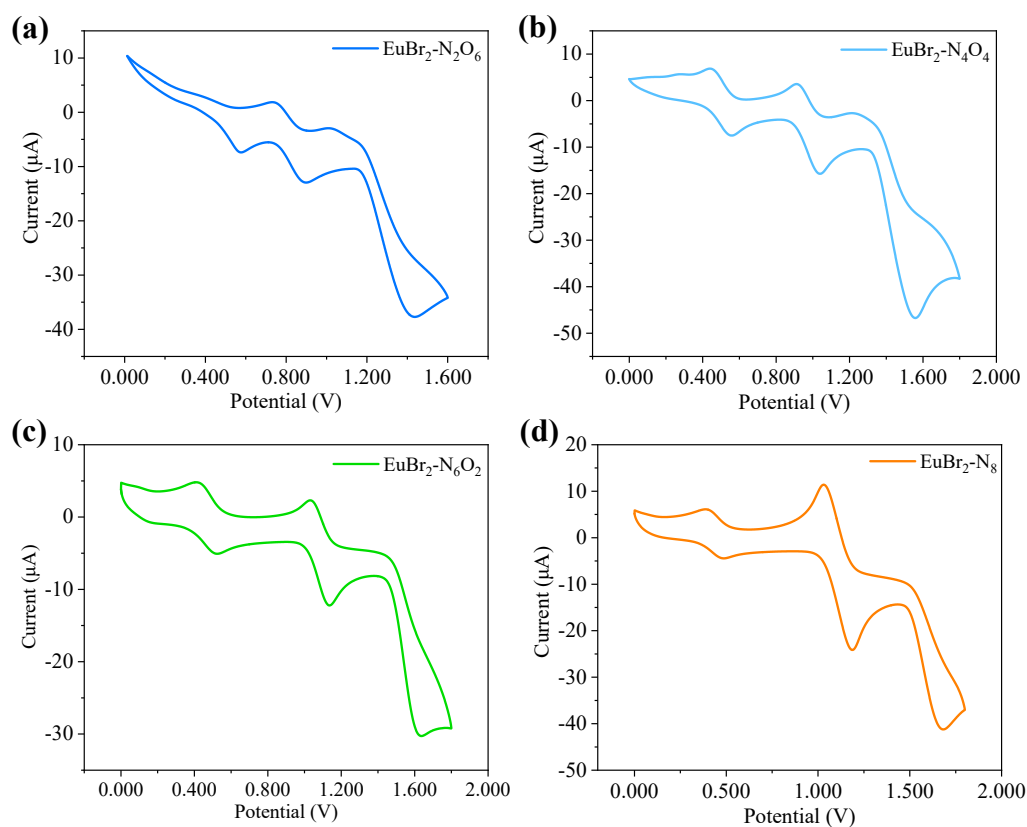 (a)
EuBr₂-N₂O₆
10
0
-10
-20
-30
-40
Current (μA)
0.000 0.400 0.800 1.200 1.600
Potential (V)
(b)
EuBr₂-N₄O₄
10
0
-10
-20
-30
-40
-50
Current (μA)
0.000 0.400 0.800 1.200 1.600 2.000
Potential (V)
(c)
EuBr₂-N₆O₂
10
0
-10
-20
-30
Current (μA)
0.000 0.400 0.800 1.200 1.600 2.000
Potential (V)
(d)
EuBr₂-N₈
20
10
0
-10
-20
-30
-40
-50
Current (μA)
0.000 0.500 1.000 1.500 2.000
Potential (V)